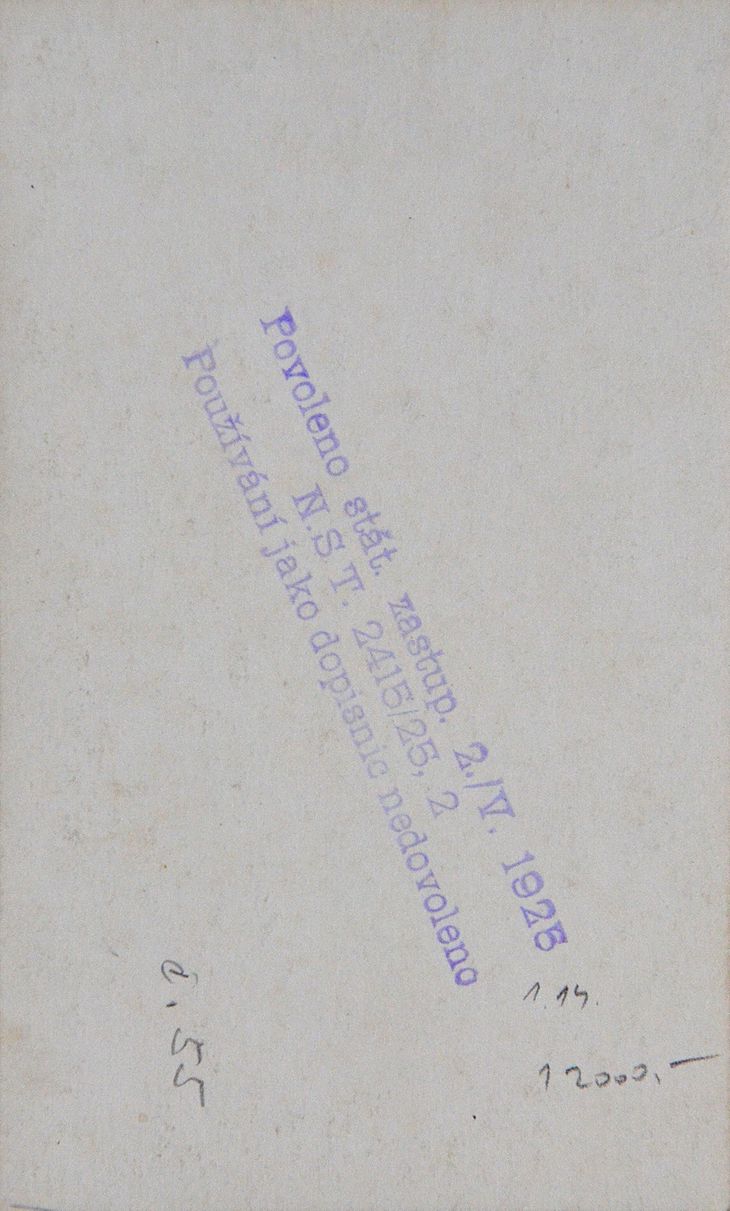 Povoleno stát. zastup. 2./V. 1925
N.S T. 2415/25, 2
Používání jako dopisnic nedovoleno
1.14.
12000.-
č. 55